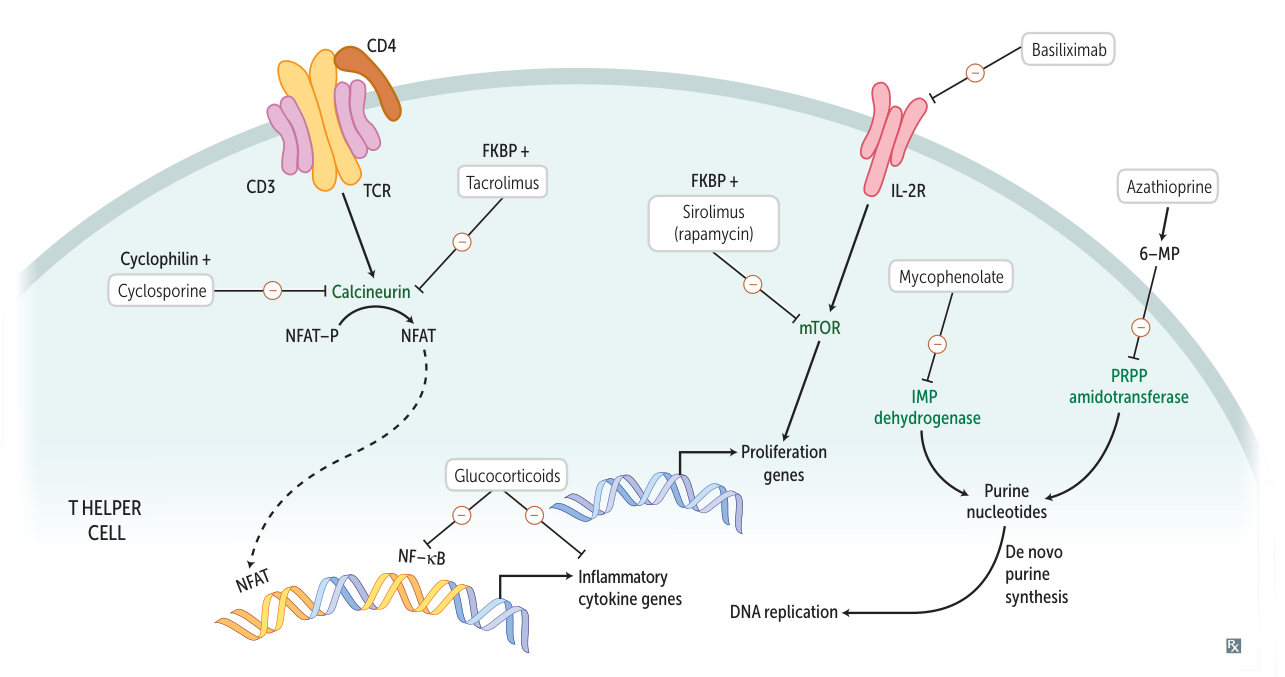 CD4
Basiliximab
CD3
TCR
FKBP +
Tacrolimus
FKBP +
Sirolimus
(rapamycin)
IL-2R
Azathioprine
6–MP
Cyclophilin +
Cyclosporine
Calcineurin
NFAT–P
NFAT
Mycophenolate
mTOR
PRPP
amidotransferase
IMP
dehydrogenase
Proliferation
genes
Glucocorticoids
Purine
nucleotides
T HELPER
CELL
NF–κB
NFAT
Inflammatory
cytokine genes
De novo
purine
synthesis
DNA replication
Rx